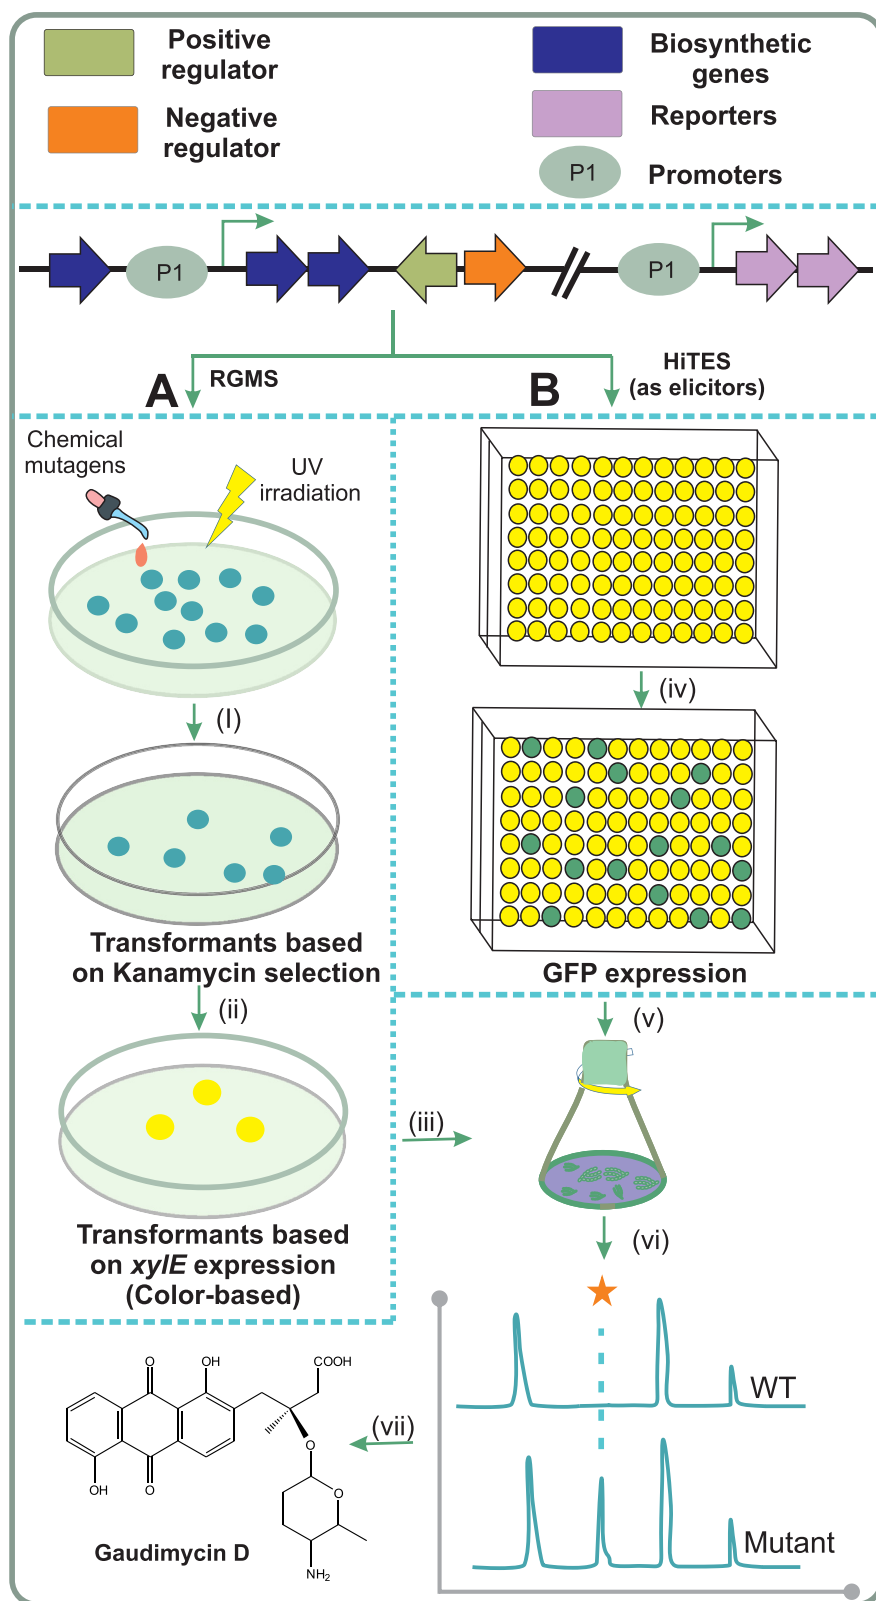 Positive
regulator
Negative
regulator
Biosynthetic
genes
Reporters
P1
Promoters
P1
P1
A
RGMS
B
HiTES
(as elicitors)
Chemical
mutagens
UV
irradiation
(I)
Transformants based
on Kanamycin selection
(ii)
Transformants based
on xylE expression
(Color-based)
(iv)
GFP expression
(v)
(iii)
(vi)
WT
Mutant
(vii)
O
OH
COOH
O
OH
O
O
NH2
Gaudimycin D